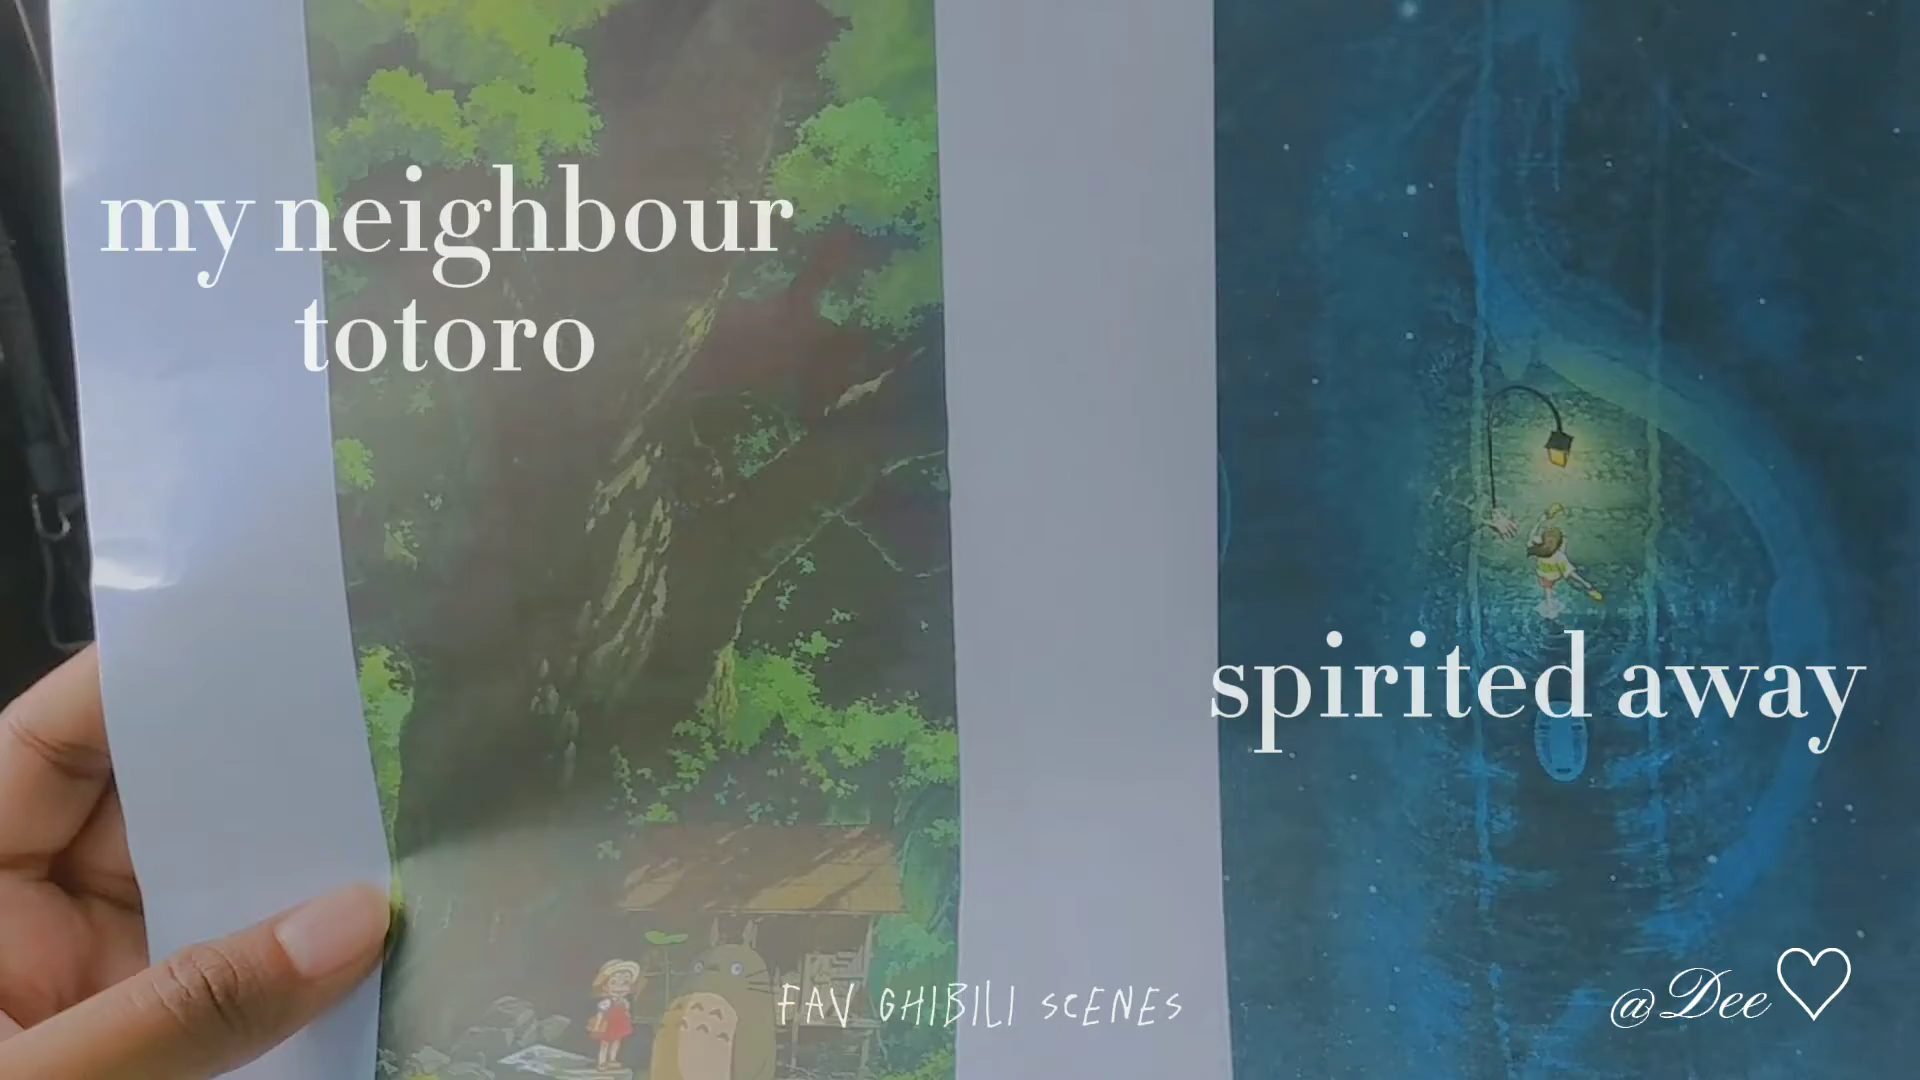 my neighbour
totoro
spirited away
FAV GHIBILI SCENES
@Dee♡